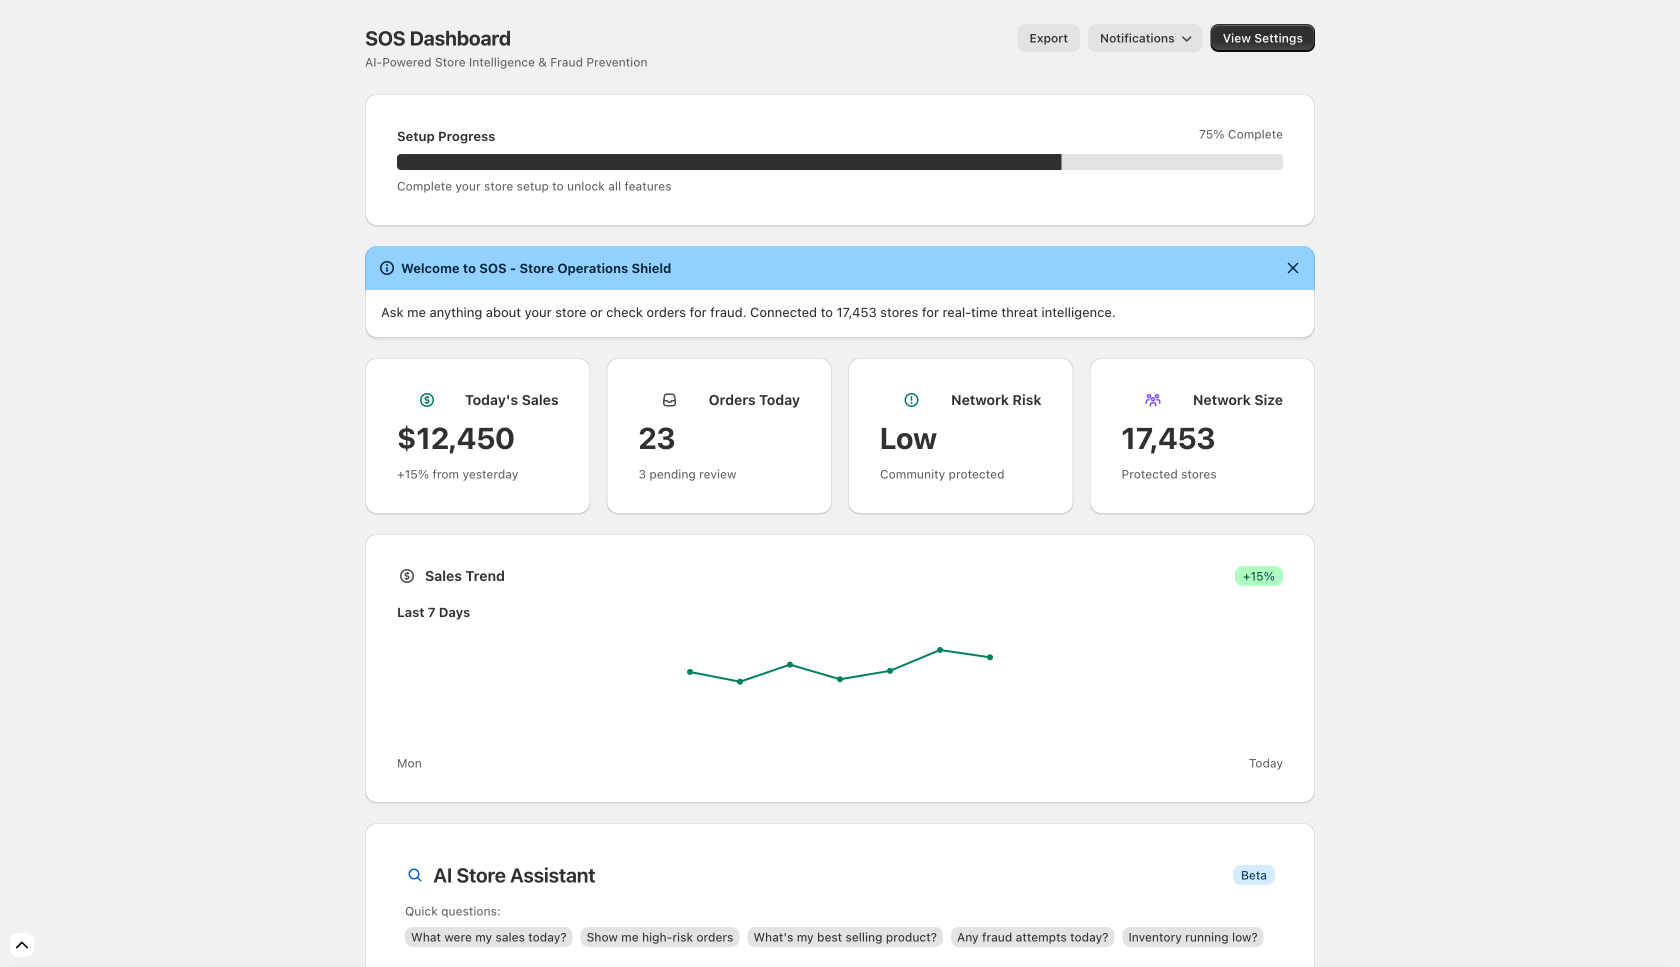 SOS Dashboard
Export
Notifications
View Settings
AI-Powered Store Intelligence & Fraud Prevention
Setup Progress
75% Complete
Complete your store setup to unlock all features
Welcome to SOS - Store Operations Shield
Ask me anything about your store or check orders for fraud. Connected to 17,453 stores for real-time threat intelligence.
Today's Sales
$12,450
+15% from yesterday
Orders Today
23
3 pending review
Network Risk
Low
Community protected
Network Size
17,453
Protected stores
Sales Trend
+15%
Last 7 Days
Mon
Today
AI Store Assistant
Beta
Quick questions:
What were my sales today?
Show me high-risk orders
What's my best selling product?
Any fraud attempts today?
Inventory running low?